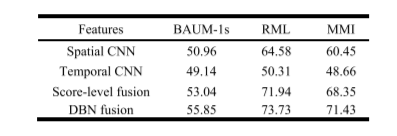 Features BAUM-1s RML MMI
Spatial CNN 50.96 64.58 60.45
Temporal CNN 49.14 50.31 48.66
Score-level fusion 53.04 71.94 68.35
DBN fusion 55.85 73.73 71.43